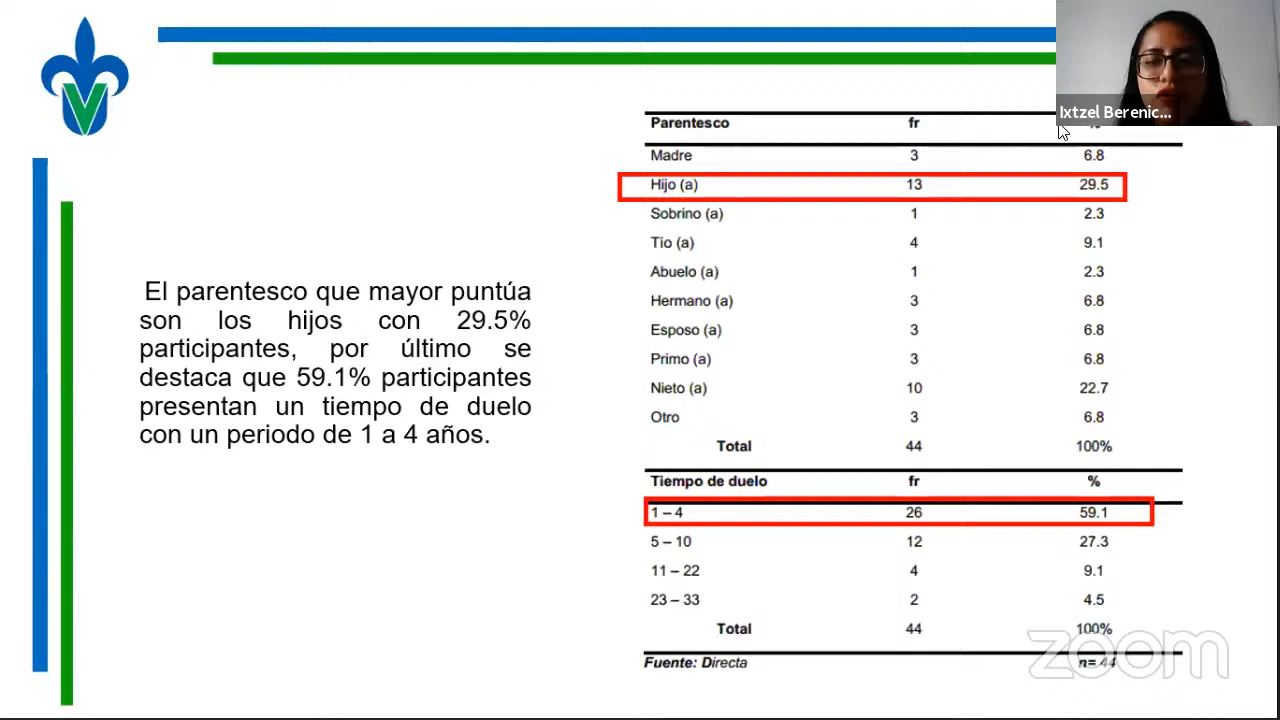 Ixtzel Berenic...
El parentesco que mayor puntúa
son los hijos con 29.5%
participantes, por último se
destaca que 59.1% participantes
presentan un tiempo de duelo
con un periodo de 1 a 4 años.
Parentesco fr %
Madre 3 6.8
Hijo (a) 13 29.5
Sobrino (a) 1 2.3
Tío (a) 4 9.1
Abuelo (a) 1 2.3
Hermano (a) 3 6.8
Esposo (a) 3 6.8
Primo (a) 3 6.8
Nieto (a) 10 22.7
Otro 3 6.8
Total 44 100%
Tiempo de duelo fr %
1 – 4 26 59.1
5 – 10 12 27.3
11 – 22 4 9.1
23 – 33 2 4.5
Total 44 100%
Fuente: Directa n= 44
zoom